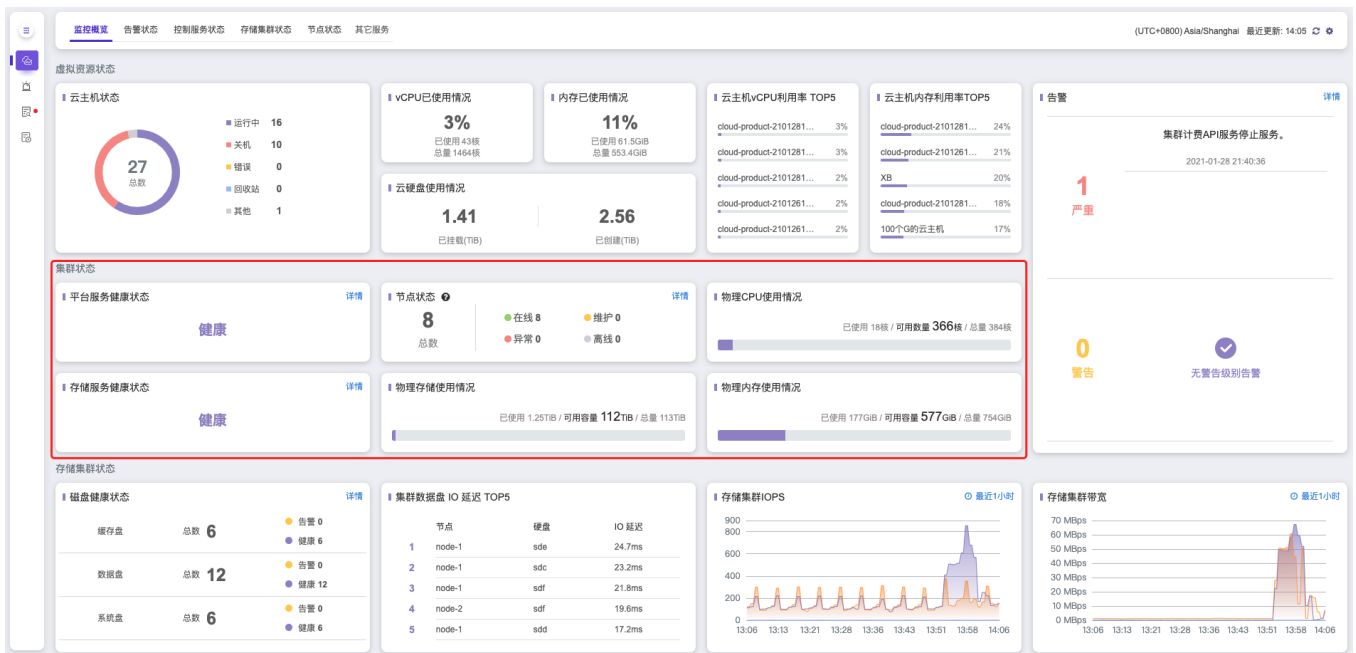 监控概览 告警状态 控制服务状态 存储集群状态 节点状态 其它服务
(UTC+0800) Asia/Shanghai 最近更新: 14:05
虚拟资源状态
云主机状态
27
总数
运行中 16
关机 10
错误 0
回收站 0
其他 1
vCPU已使用情况
3%
已使用 43核
总量 1464核
内存已使用情况
11%
已使用 61.5GiB
总量 553.4GiB
云硬盘使用情况
1.41
已挂载(TiB)
2.56
已创建(TiB)
云主机vCPU利用率 TOP5
cloud-product-2101281... 3%
cloud-product-2101281... 3%
cloud-product-2101281... 2%
cloud-product-2101261... 2%
cloud-product-2101261... 2%
云主机内存利用率TOP5
cloud-product-2101281... 24%
cloud-product-2101261... 21%
XB 20%
cloud-product-2101281... 18%
100个G的云主机 17%
告警 详情
1
严重
集群计费API服务停止服务。
2021-01-28 21:40:36
0
警告
无警告级别告警
集群状态
平台服务健康状态 详情
健康
节点状态 详情
8
总数
在线 8
维护 0
异常 0
离线 0
物理CPU使用情况
已使用 18核 / 可用数量 366核 / 总量 384核
存储服务健康状态 详情
健康
物理存储使用情况
已使用 1.25TiB / 可用容量 112TiB / 总量 113TiB
物理内存使用情况
已使用 177GiB / 可用容量 577GiB / 总量 754GiB
存储集群状态
磁盘健康状态 详情
缓存盘 总数 6
告警 0
健康 6
数据盘 总数 12
告警 0
健康 12
系统盘 总数 6
告警 0
健康 6
集群数据盘 IO 延迟 TOP5
节点 硬盘 IO 延迟
1 node-1 sde 24.7ms
2 node-1 sdc 23.2ms
3 node-1 sdf 21.8ms
4 node-2 sdf 19.6ms
5 node-1 sdd 17.2ms
存储集群IOPS 最近1小时
900
800
600
400
200
0
13:06 13:13 13:21 13:28 13:36 13:43 13:51 13:58 14:06
存储集群带宽 最近1小时
70 MBps
60 MBps
50 MBps
40 MBps
30 MBps
20 MBps
10 MBps
0 MBps
13:06 13:13 13:21 13:28 13:36 13:43 13:51 13:58 14:06